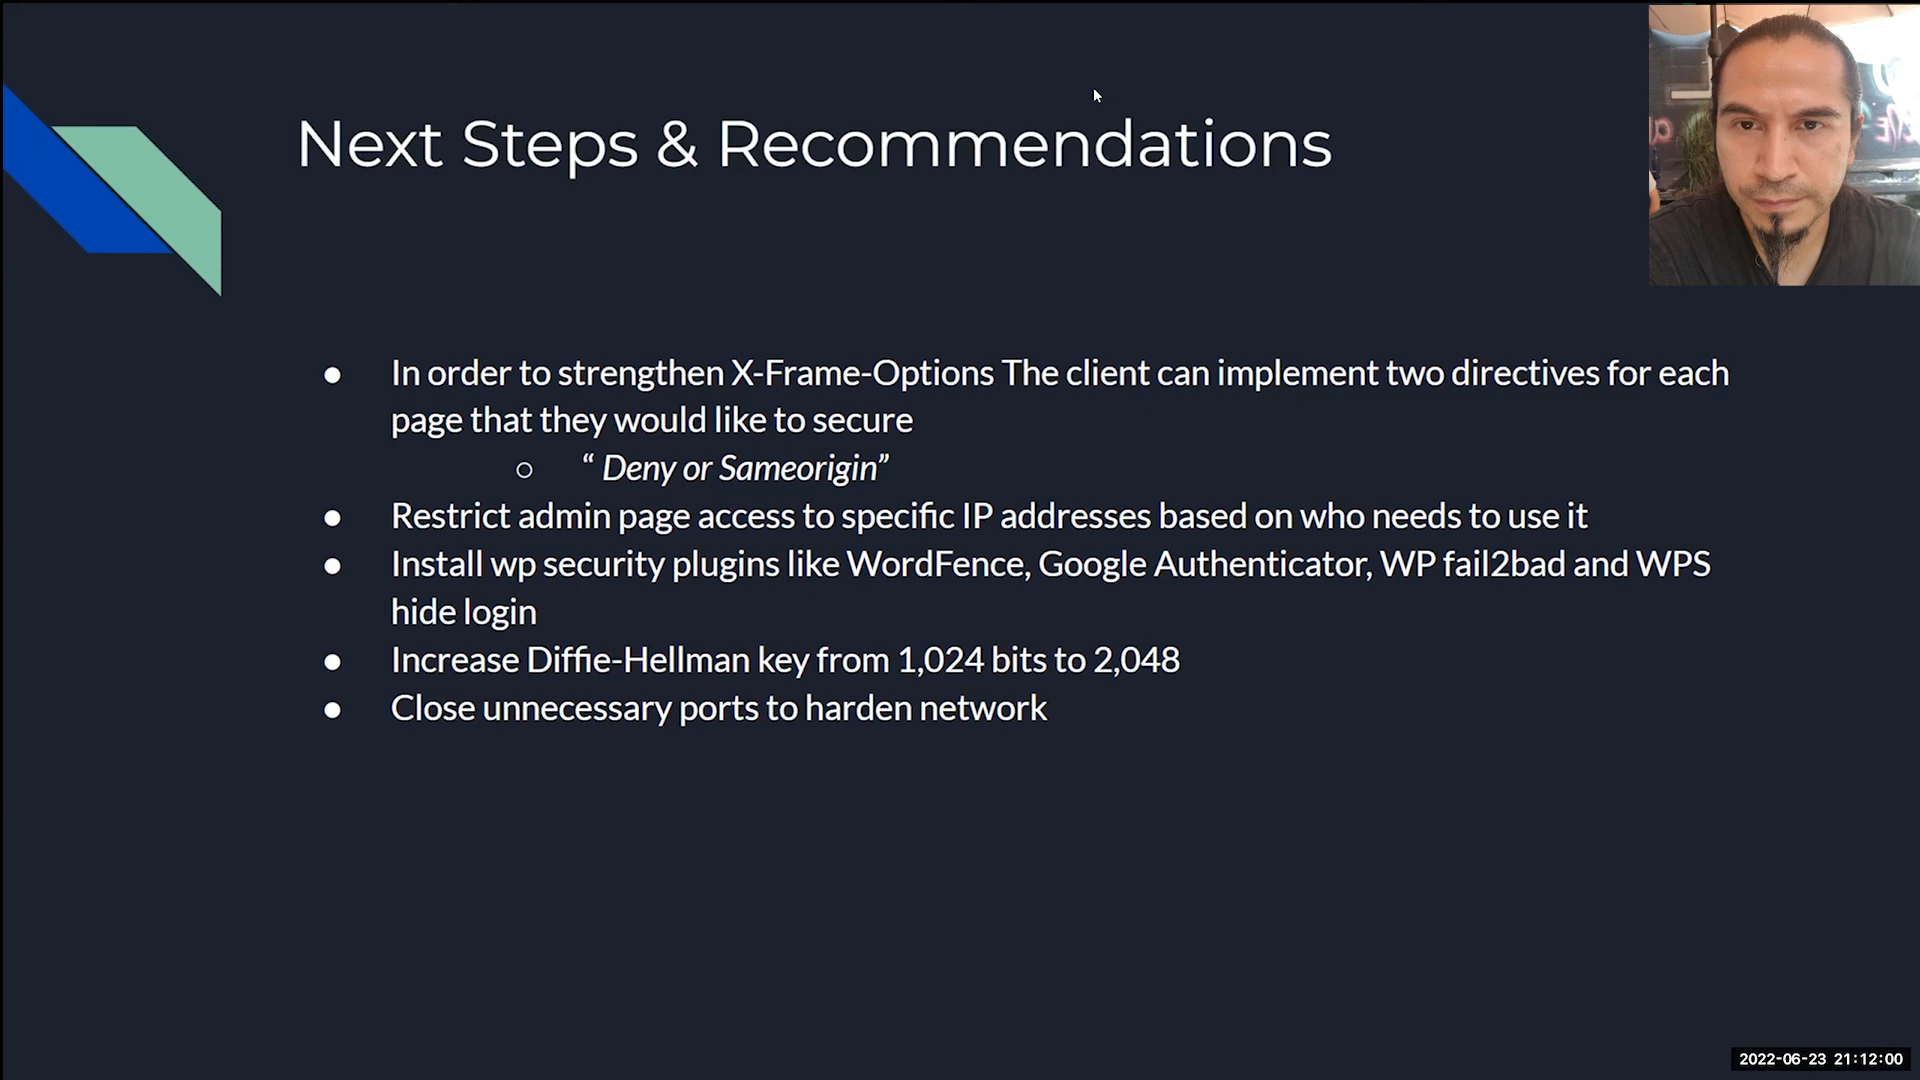 Next Steps & Recommendations
● In order to strengthen X-Frame-Options The client can implement two directives for each
page that they would like to secure
○ “ Deny or Sameorigin”
● Restrict admin page access to specific IP addresses based on who needs to use it
● Install wp security plugins like WordFence, Google Authenticator, WP fail2bad and WPS
hide login
● Increase Diffie-Hellman key from 1,024 bits to 2,048
● Close unnecessary ports to harden network
2022-06-23 21:12:00